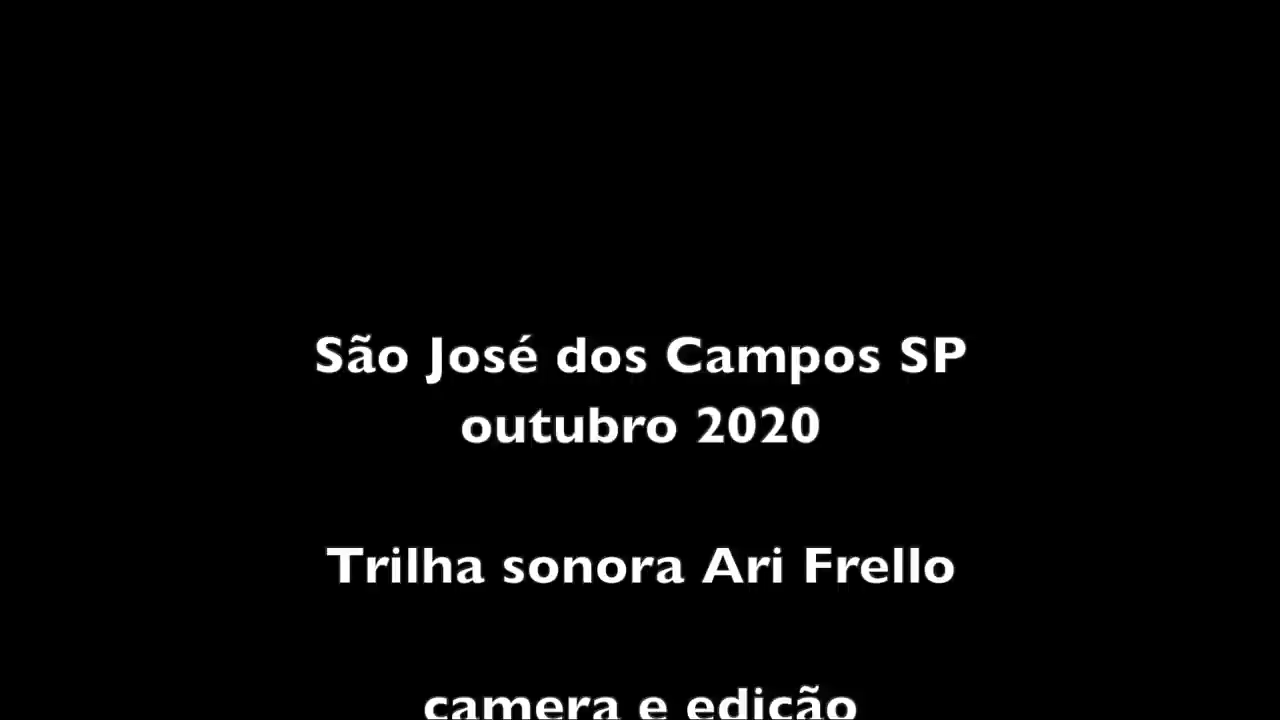 São José dos Campos SP
outubro 2020
Trilha sonora Ari Frello
camera e edição